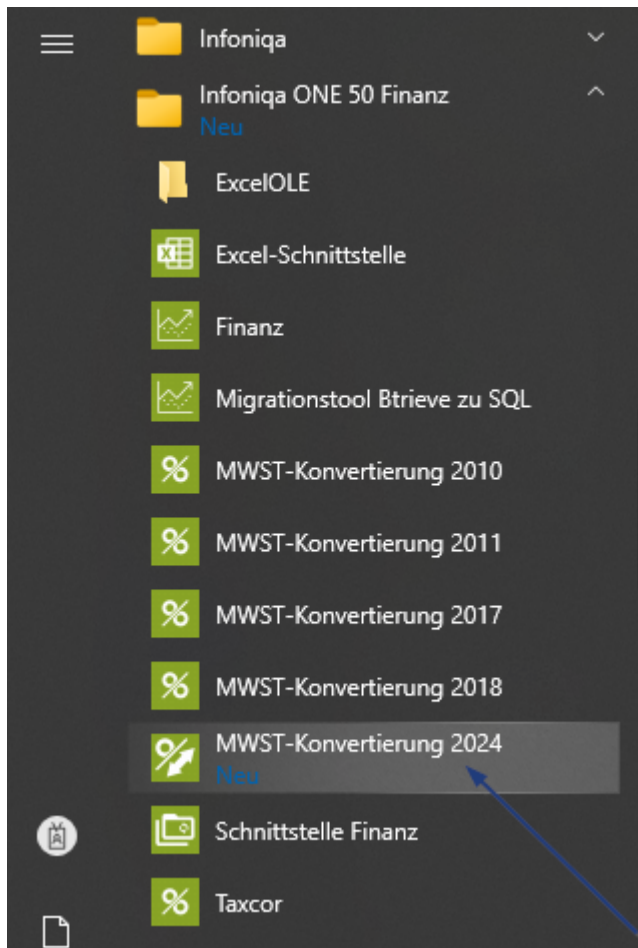 Infoniqa
Infoniqa ONE 50 Finanz
Neu
ExcelOLE
Excel-Schnittstelle
Finanz
Migrationstool Btrieve zu SQL
MWST-Konvertierung 2010
MWST-Konvertierung 2011
MWST-Konvertierung 2017
MWST-Konvertierung 2018
MWST-Konvertierung 2024
Neu
Schnittstelle Finanz
Taxcor